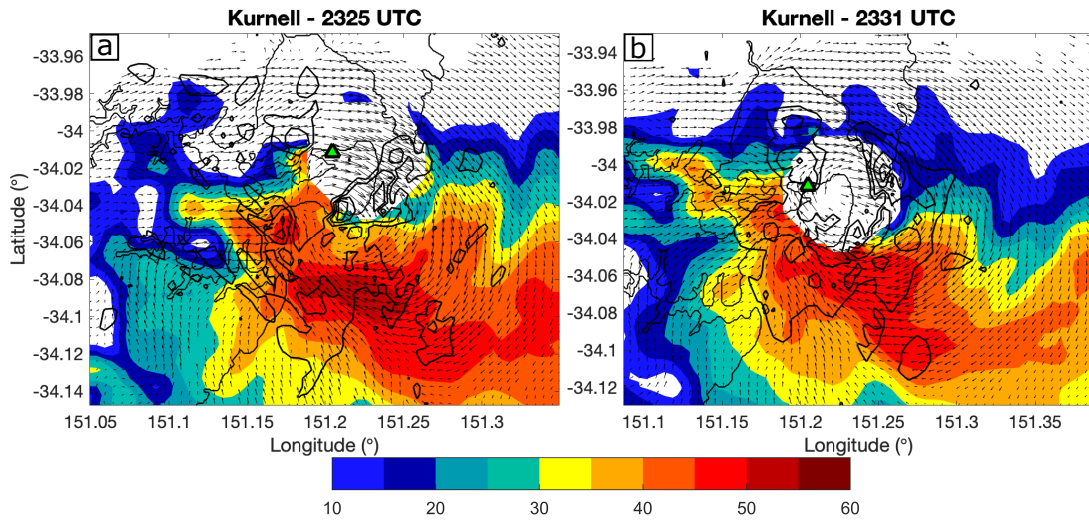 Kurnell - 2325 UTC
Kurnell - 2331 UTC
a
b
-33.96
-33.98
-34
-34.02
-34.04
-34.06
-34.08
-34.1
-34.12
-34.14
Latitude (°)
-33.94
-33.96
-33.98
-34
-34.02
-34.04
-34.06
-34.08
-34.1
-34.12
151.05 151.1 151.15 151.2 151.25 151.3
151.1 151.15 151.2 151.25 151.3 151.35
Longitude (°)
Longitude (°)
10 20 30 40 50 60